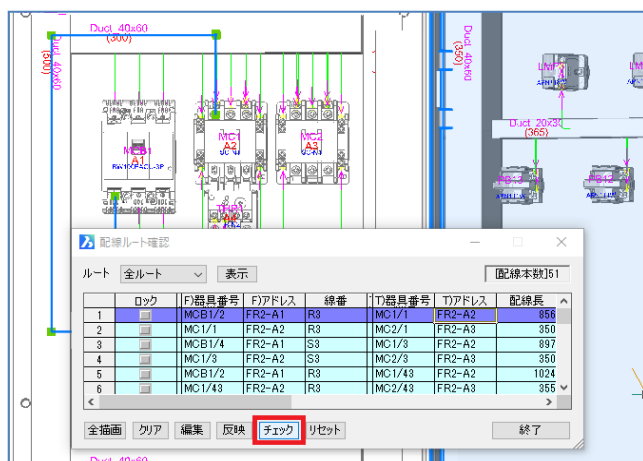 Duct 40x60
(300)
Duct 40x60
(500)
Duct 40x60
(350)
Duct 20x30
(365)
MCB1
A1
MC1
A2
MC2
A3
配線ルート確認
ルート 全ルート 表示 [配線本数]51
ロック F)器具番号 F)アドレス 線番 T)器具番号 T)アドレス 配線長
1 MCB1/2 FR2-A1 R3 MC1/1 FR2-A2 856
2 MC1/1 FR2-A2 R3 MC2/1 FR2-A3 350
3 MCB1/4 FR2-A1 S3 MC1/3 FR2-A2 897
4 MC1/3 FR2-A2 S3 MC2/3 FR2-A3 350
5 MCB1/2 FR2-A1 R3 MC1/43 FR2-A2 1024
6 MC1/43 FR2-A2 R3 MC2/43 FR2-A3 355
全描画 クリア 編集 反映 チェック リセット 終了